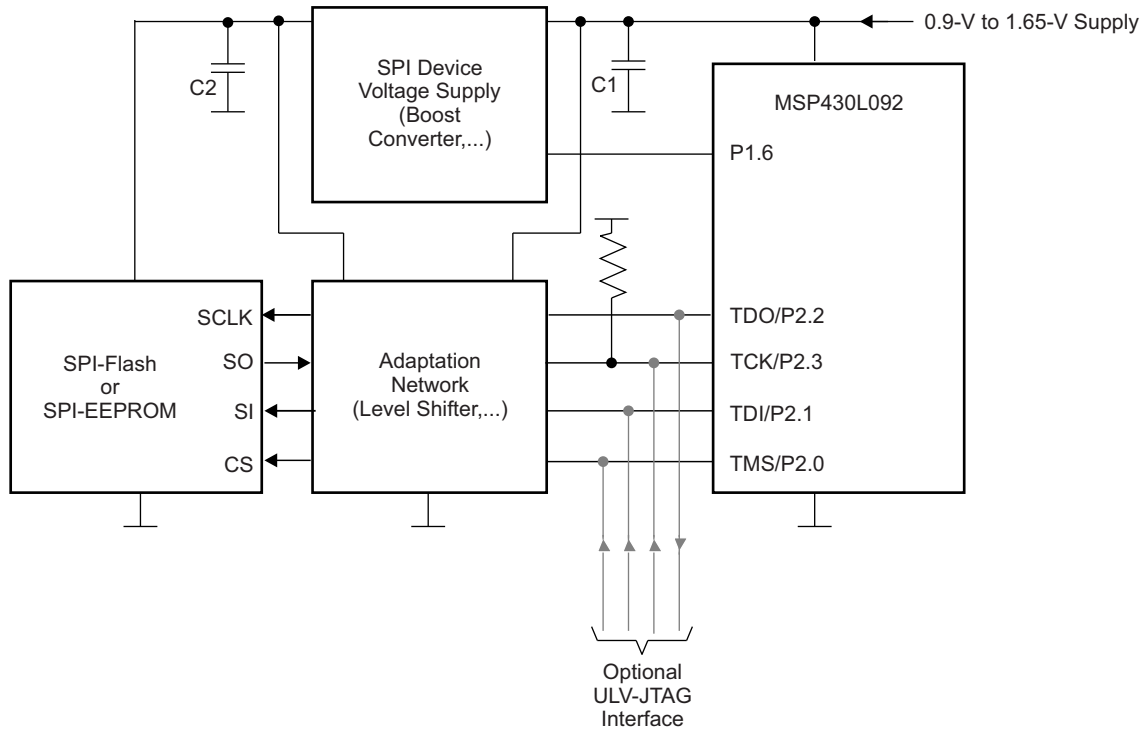 0.9-V to 1.65-V Supply
C2
SPI Device
Voltage Supply
(Boost
Converter,...)
C1
MSP430L092
P1.6
SPI-Flash
or
SPI-EEPROM
SCLK
SO
SI
CS
Adaptation
Network
(Level Shifter,...)
TDO/P2.2
TCK/P2.3
TDI/P2.1
TMS/P2.0
Optional
ULV-JTAG
Interface